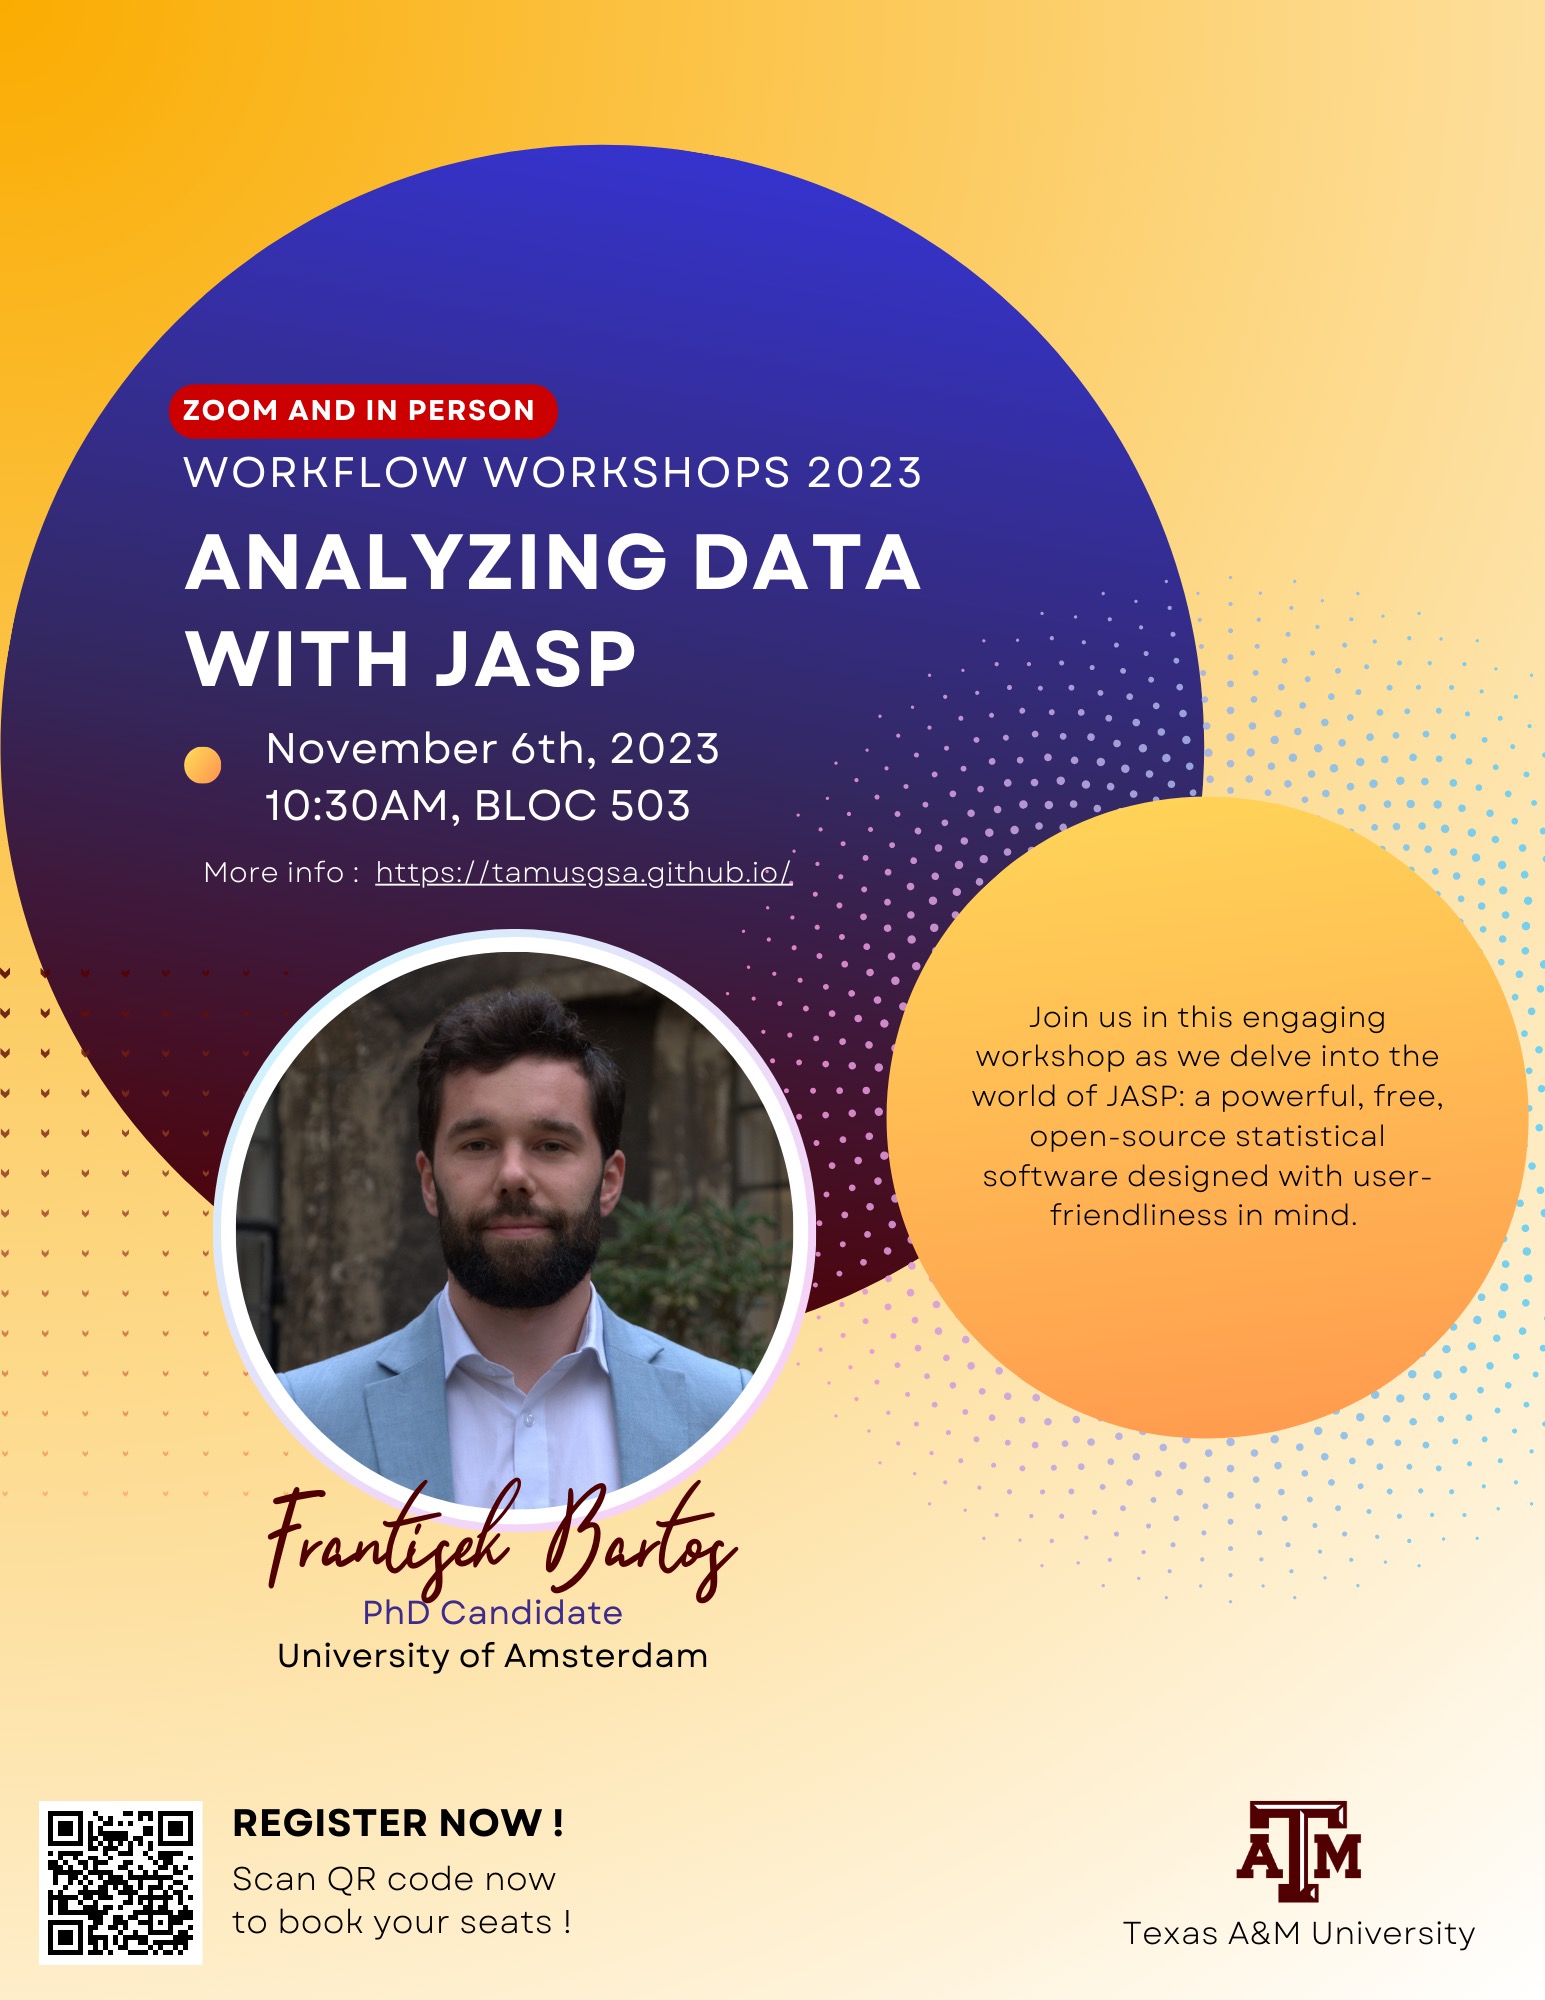 ZOOM AND IN PERSON
WORKFLOW WORKSHOPS 2023
ANALYZING DATA
WITH JASP
November 6th, 2023
10:30AM, BLOC 503
More info : https://tamusgsa.github.io/
Join us in this engaging
workshop as we delve into the
world of JASP: a powerful, free,
open-source statistical
software designed with user-
friendliness in mind.
Frantisek Bartos
PhD Candidate
University of Amsterdam
REGISTER NOW !
Scan QR code now
to book your seats !
ATM
Texas A&M University